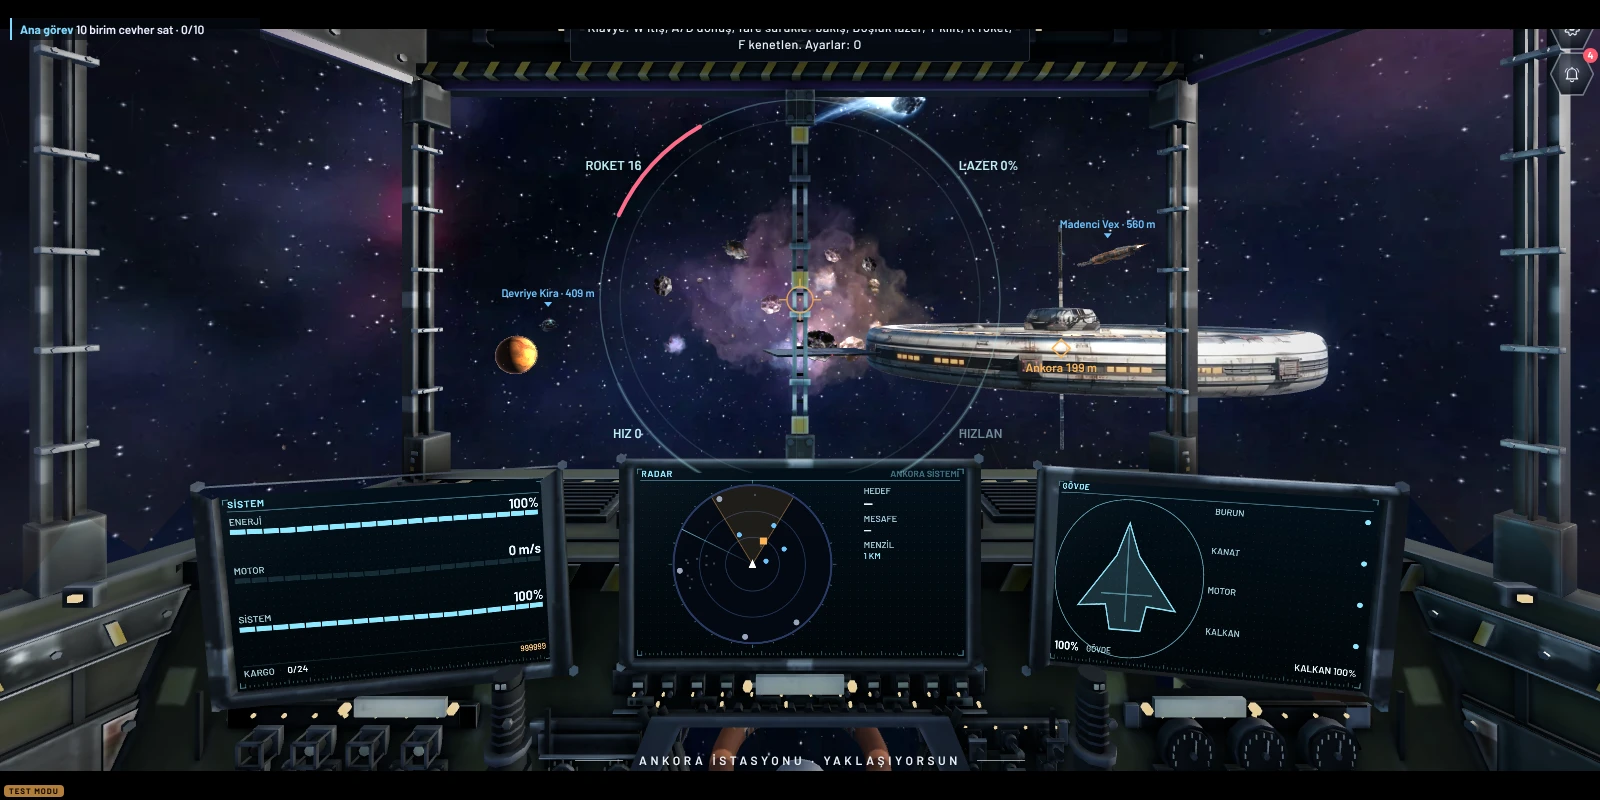 Ana görev 10 birim cevher sat · 0/10
F kenetlen. Ayarlar: O
4
ROKET 16
LAZER 0%
Madenci Vex · 560 m
Devriye Kira · 409 m
Ankora 199 m
HIZ 0
HIZLAN
SİSTEM
100%
ENERJİ
0 m/s
MOTOR
100%
SİSTEM
999999
KARGO 0/24
RADAR
ANKORA SİSTEMİ
HEDEF
—
MESAFE
—
MENZİL
1 KM
GÖVDE
BURUN
KANAT
MOTOR
KALKAN
100% GÖVDE
KALKAN 100%
ANKORA İSTASYONU · YAKLAŞIYORSUN
TEST MODU